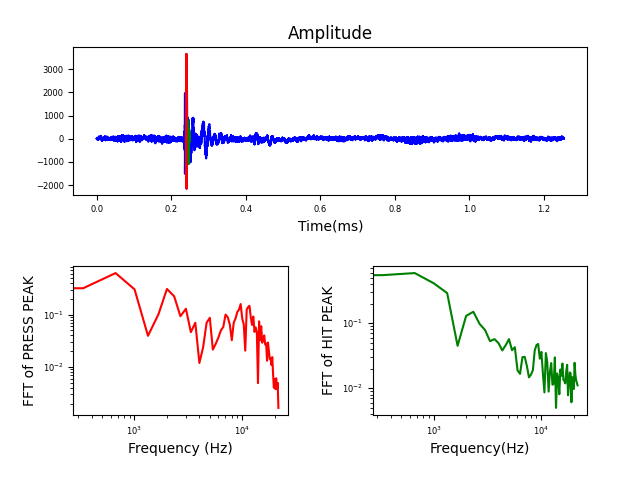 Amplitude
3000
2000
1000
0
−1000
−2000
0.0 0.2 0.4 0.6 0.8 1.0 1.2
Time(ms)
FFT of PRESS PEAK
10⁻¹
10⁻²
10³ 10⁴
Frequency (Hz)
FFT of HIT PEAK
10⁻¹
10⁻²
10³ 10⁴
Frequency(Hz)